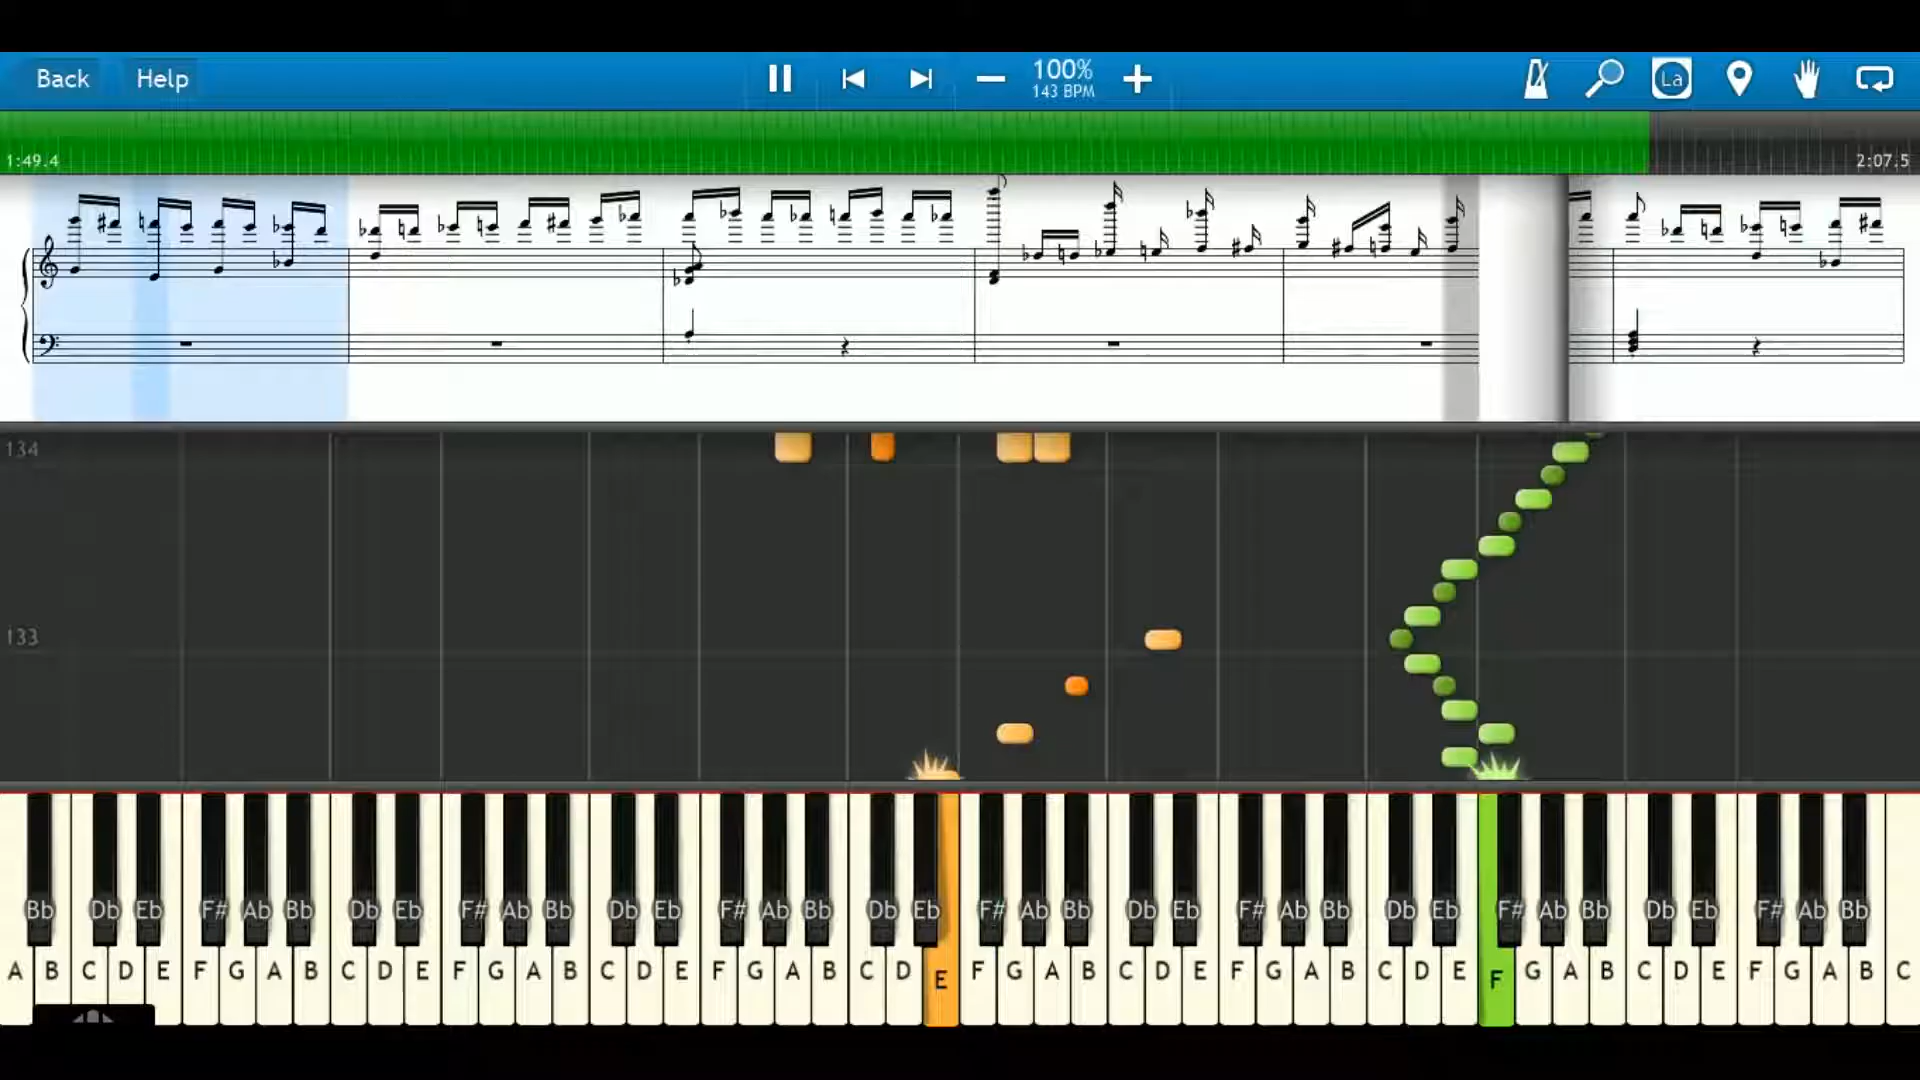 Back Help 100% La
143 BPM
1:49.4 2:07.5
134
133
Bb Db Eb F# Ab Bb Db Eb F# Ab Bb Db Eb F# Ab Bb Db Eb F# Ab Bb Db Eb F# Ab Bb Db Eb F# Ab Bb Db Eb F# Ab Bb
A B C D E F G A B C D E F G A B C D E F G A B C D E F G A B C D E F G A B C D E F G A B C D E F G A B C